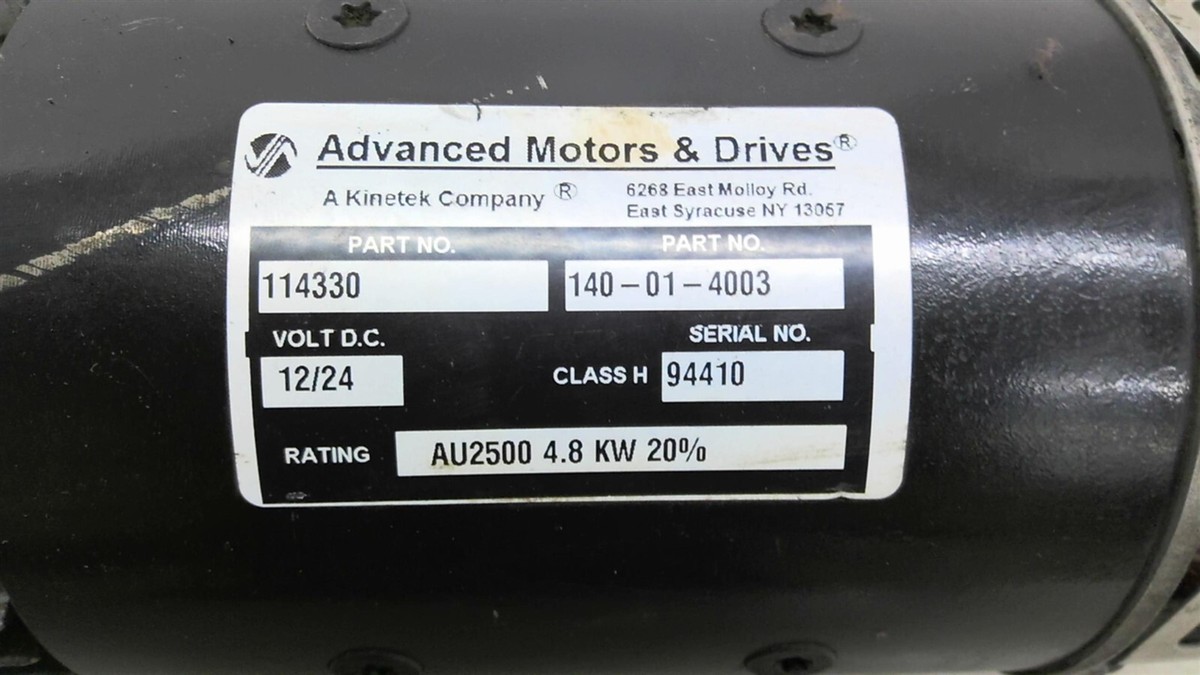 Advanced Motors & Drives®
A Kinetek Company ®
6268 East Molloy Rd.
East Syracuse NY 13057
PART NO. PART NO.
114330 140-01-4003
VOLT D.C. SERIAL NO.
12/24 CLASS H 94410
RATING AU2500 4.8 KW 20%